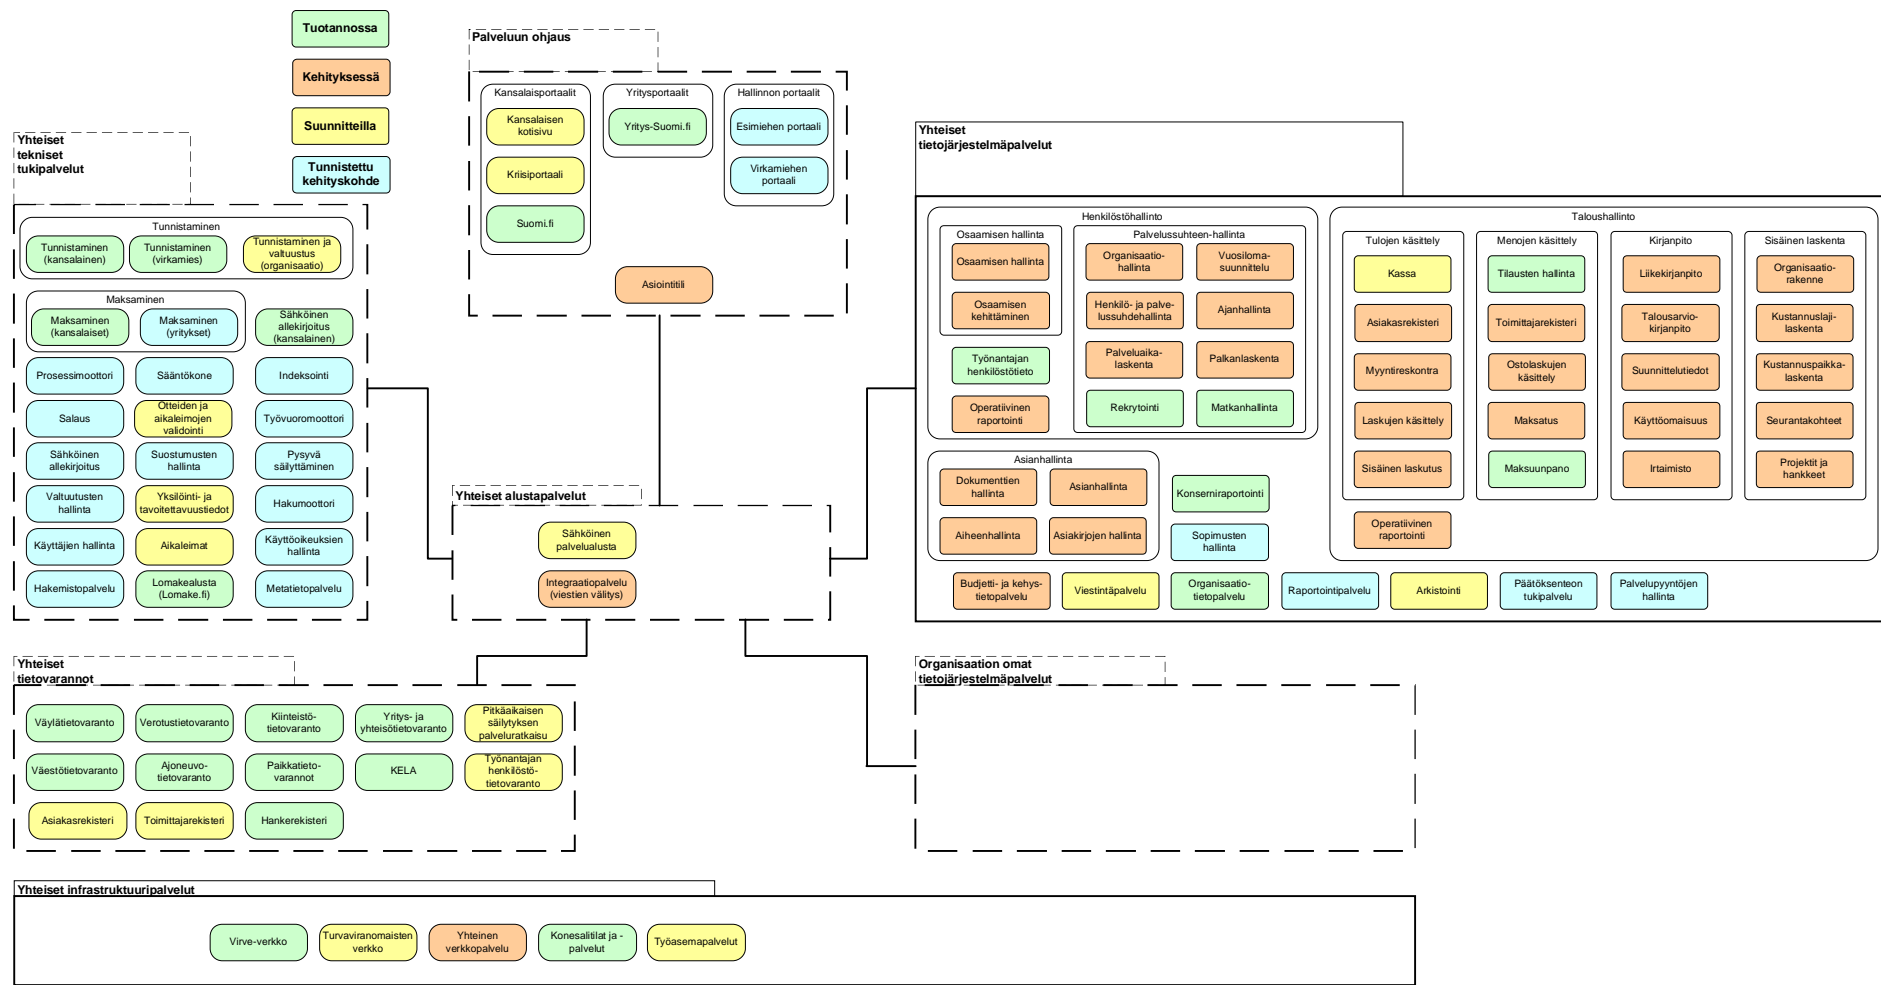 Tuotannossa
Kehityksessä
Suunnitteilla
Tunnistettu
kehityskohde
Palveluun ohjaus
Kansalaisportaalit
Kansalaisen
kotisivu
Kriisiportaali
Suomi.fi
Yritysportaalit
Yritys-Suomi.fi
Hallinnon portaalit
Esimiehen portaali
Virkamiehen
portaali
Asiointitili
Yhteiset
tekniset
tukipalvelut
Tunnistaminen
Tunnistaminen
(kansalainen)
Tunnistaminen
(virkamies)
Tunnistaminen ja
valtuustus
(organisaatio)
Maksaminen
Maksaminen
(kansalaiset)
Maksaminen
(yritykset)
Sähköinen
allekirjoitus
(kansalainen)
Prosessimoottori
Sääntökone
Indeksointi
Salaus
Otteiden ja
aikaleimojen
validointi
Työvuoromoottori
Sähköinen
allekirjoitus
Suostumusten
hallinta
Pysyvä
säilyttäminen
Valtuutusten
hallinta
Yksilöinti- ja
tavoitettavuustiedot
Hakumoottori
Käyttäjien hallinta
Aikaleimat
Käyttöoikeuksien
hallinta
Hakemistopalvelu
Lomakealusta
(Lomake.fi)
Metatietopalvelu
Yhteiset alustapalvelut
Sähköinen
palvelualusta
Integraatiopalvelu
(viestien välitys)
Yhteiset
tietojärjestelmäpalvelut
Henkilöstöhallinto
Osaamisen hallinta
Osaamisen hallinta
Osaamisen
kehittäminen
Työnantajan
henkilöstötieto
Operatiivinen
raportointi
Palvelussuhteen-hallinta
Organisaatio-
hallinta
Vuosiloma-
suunnittelu
Henkilö- ja palve-
lussuhdehallinta
Ajanhallinta
Palveluaika-
laskenta
Palkanlaskenta
Rekrytointi
Matkanhallinta
Asianhallinta
Dokumenttien
hallinta
Asianhallinta
Aiheenhallinta
Asiakirjojen hallinta
Konserniraportointi
Sopimusten
hallinta
Taloushallinto
Tulojen käsittely
Kassa
Asiakasrekisteri
Myyntireskontra
Laskujen käsittely
Sisäinen laskutus
Operatiivinen
raportointi
Menojen käsittely
Tilausten hallinta
Toimittajarekisteri
Ostolaskujen
käsittely
Maksatus
Maksuunpano
Kirjanpito
Liikekirjanpito
Talousarvio-
kirjanpito
Suunnittelutiedot
Käyttöomaisuus
Irtaimisto
Sisäinen laskenta
Organisaatio-
rakenne
Kustannuslaji-
laskenta
Kustannuspaikka-
laskenta
Seurantakohteet
Projektit ja
hankkeet
Budjetti- ja kehys-
tietopalvelu
Viestintäpalvelu
Organisaatio-
tietopalvelu
Raportointipalvelu
Arkistointi
Päätöksenteon
tukipalvelu
Palvelupyyntöjen
hallinta
Yhteiset
tietovarannot
Väylätietovaranto
Verotustietovaranto
Kiinteistö-
tietovaranto
Yritys- ja
yhteisötietovaranto
Pitkäaikaisen
säilytyksen
palveluratkaisu
Väestötietovaranto
Ajoneuvo-
tietovaranto
Paikkatieto-
varannot
KELA
Työnantajan
henkilöstö-
tietovaranto
Asiakasrekisteri
Toimittajarekisteri
Hankerekisteri
Organisaation omat
tietojärjestelmäpalvelut
Yhteiset infrastruktuuripalvelut
Virve-verkko
Turvaviranomaisten
verkko
Yhteinen
verkkopalvelu
Konesalitilat ja -
palvelut
Työasemapalvelut